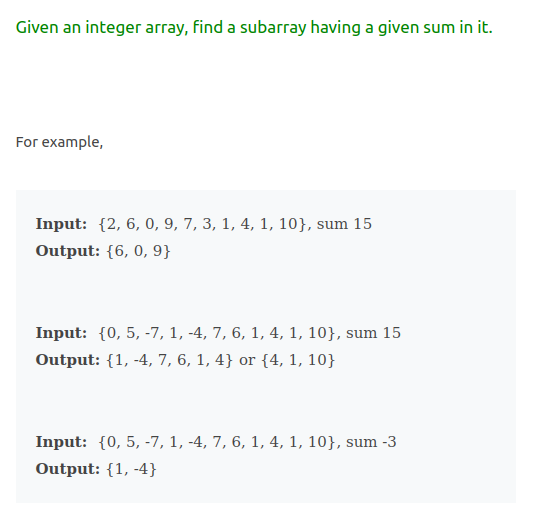 Given an integer array, find a subarray having a given sum in it.
For example,
Input: {2, 6, 0, 9, 7, 3, 1, 4, 1, 10}, sum 15
Output: {6, 0, 9}
Input: {0, 5, -7, 1, -4, 7, 6, 1, 4, 1, 10}, sum 15
Output: {1, -4, 7, 6, 1, 4} or {4, 1, 10}
Input: {0, 5, -7, 1, -4, 7, 6, 1, 4, 1, 10}, sum -3
Output: {1, -4}